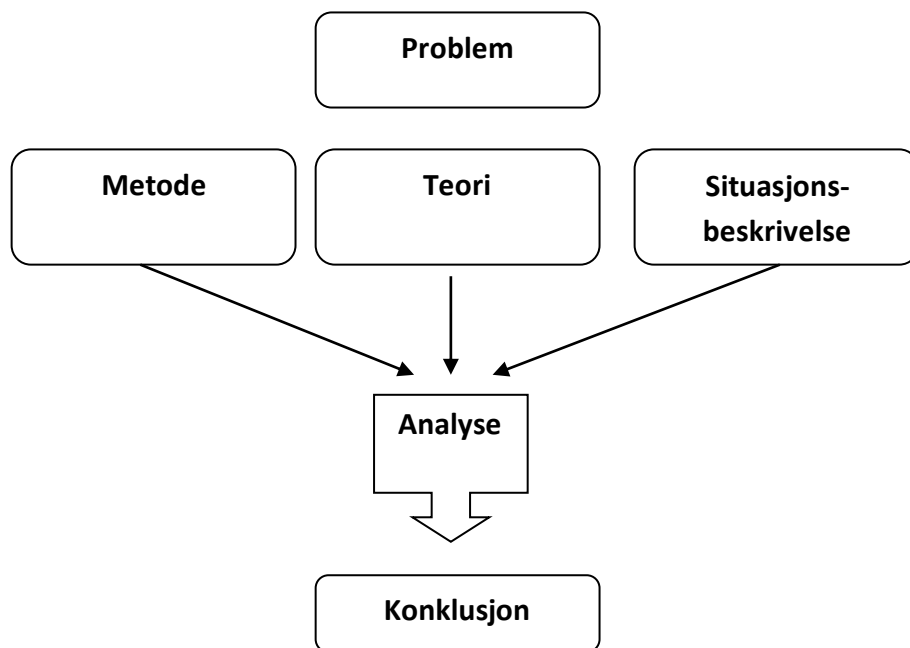 Problem
Metode
Teori
Situasjons-
beskrivelse
Analyse
Konklusjon